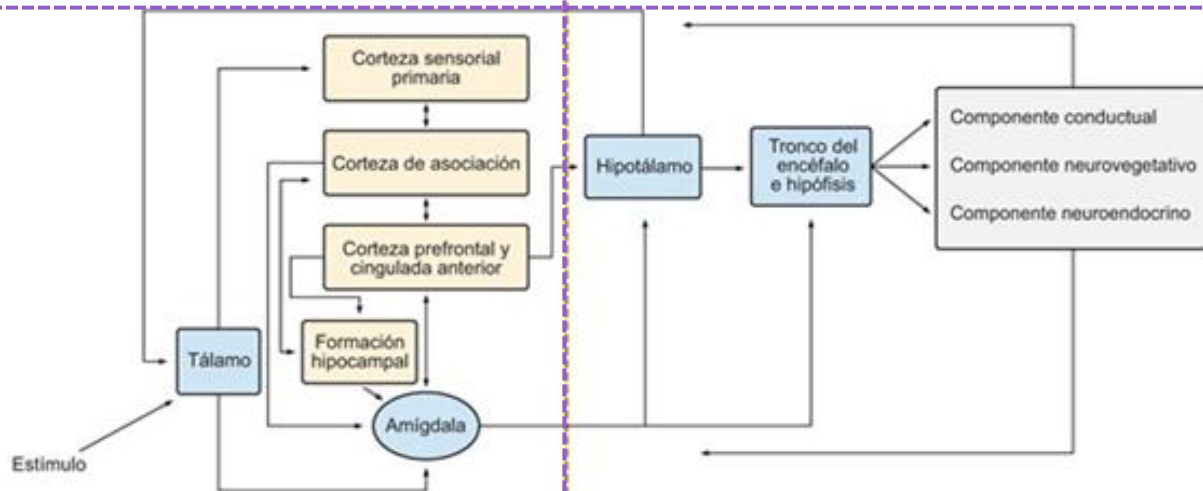 Corteza sensorial
primaria
Corteza de asociación
Corteza prefrontal y
cingulada anterior
Formación
hipocampal
Tálamo
Amígdala
Estímulo
Hipotálamo
Tronco del
encéfalo
e hipófisis
Componente conductual
Componente neurovegetativo
Componente neuroendocrino